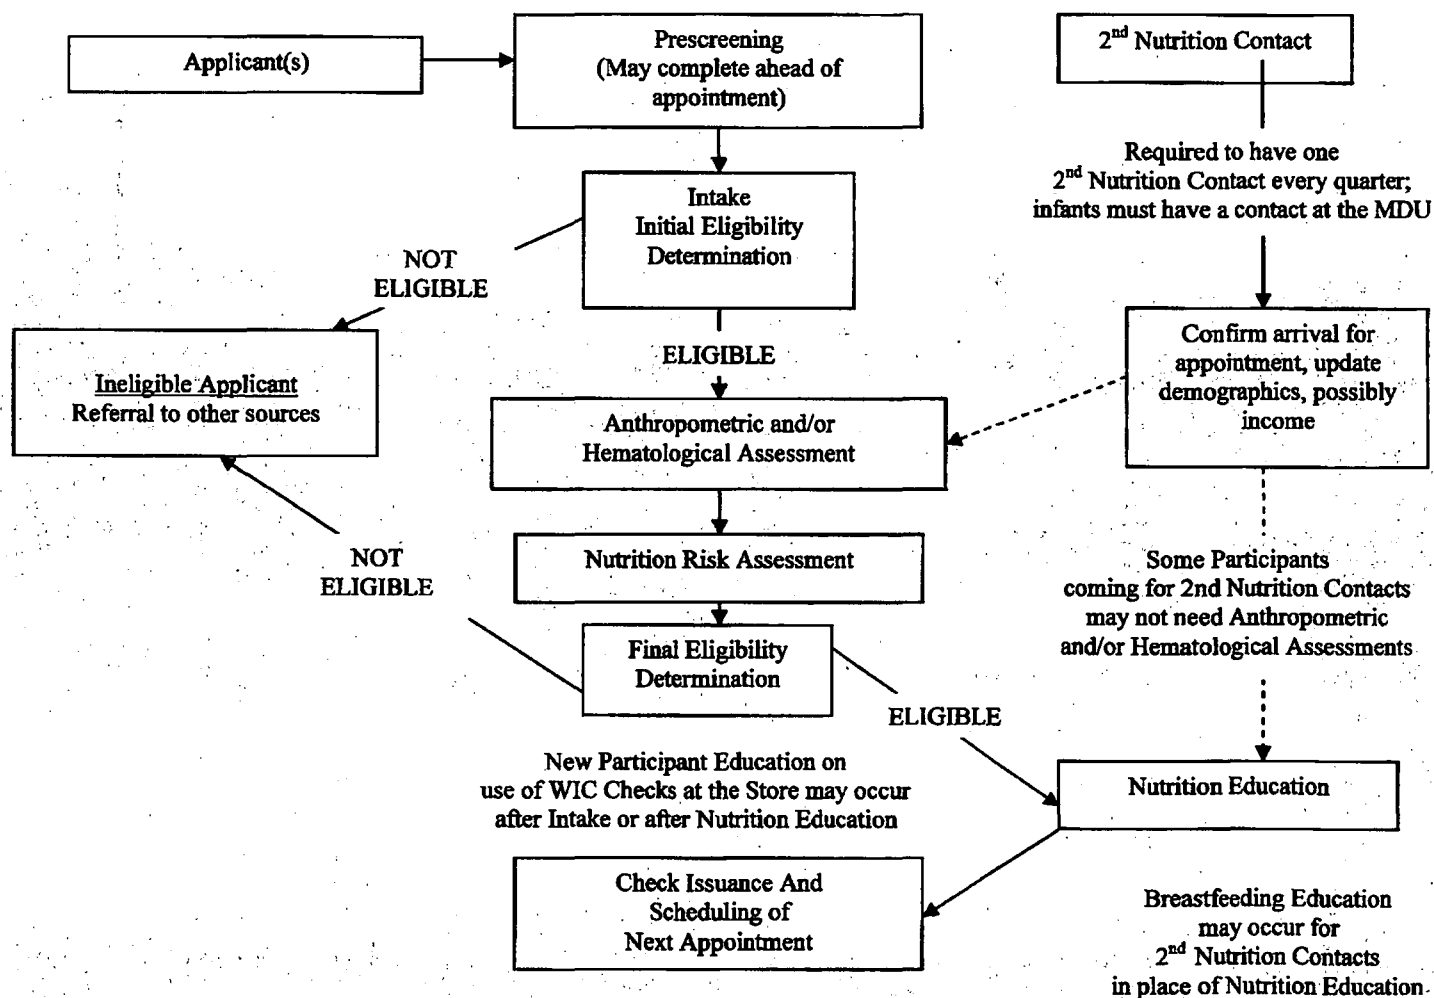 Applicant(s)
Prescreening
(May complete ahead of
appointment)
2nd Nutrition Contact
Required to have one
2nd Nutrition Contact every quarter;
infants must have a contact at the MDU
Intake
Initial Eligibility
Determination
NOT
ELIGIBLE
ELIGIBLE
Ineligible Applicant
Referral to other sources
Confirm arrival for
appointment, update
demographics, possibly
income
Anthropometric and/or
Hematological Assessment
Nutrition Risk Assessment
NOT
ELIGIBLE
Some Participants
coming for 2nd Nutrition Contacts
may not need Anthropometric
and/or Hematological Assessments
Final Eligibility
Determination
ELIGIBLE
New Participant Education on
use of WIC Checks at the Store may occur
after Intake or after Nutrition Education
Nutrition Education
Check Issuance And
Scheduling of
Next Appointment
Breastfeeding Education
may occur for
2nd Nutrition Contacts
in place of Nutrition Education